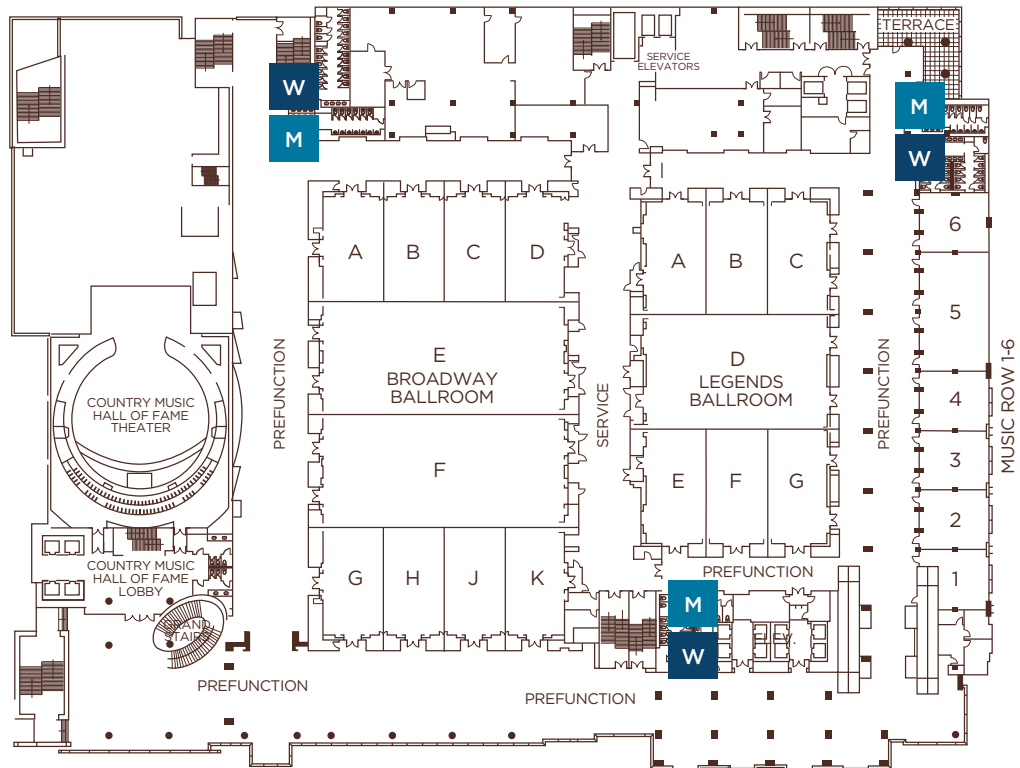 TERRACE
SERVICE
ELEVATORS
W
M
M
W
A
B
C
D
A
B
C
6
5
4
3
2
1
MUSIC ROW 1-6
PREFUNCTION
E
BROADWAY
BALLROOM
SERVICE
D
LEGENDS
BALLROOM
PREFUNCTION
COUNTRY MUSIC
HALL OF FAME
THEATER
F
E
F
G
COUNTRY MUSIC
HALL OF FAME
LOBBY
G
H
J
K
PREFUNCTION
M
W
ELEV.
GRAND
STAIRS
PREFUNCTION
PREFUNCTION